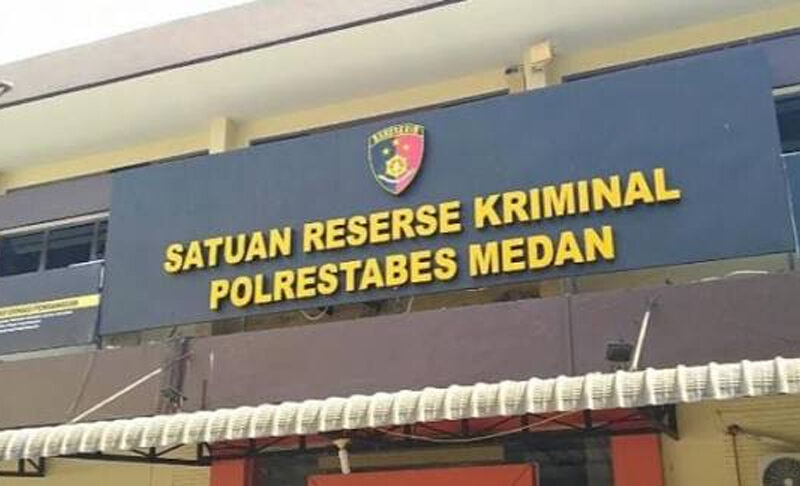 SATUAN RESERSE KRIMINAL
POLRESTABES MEDAN